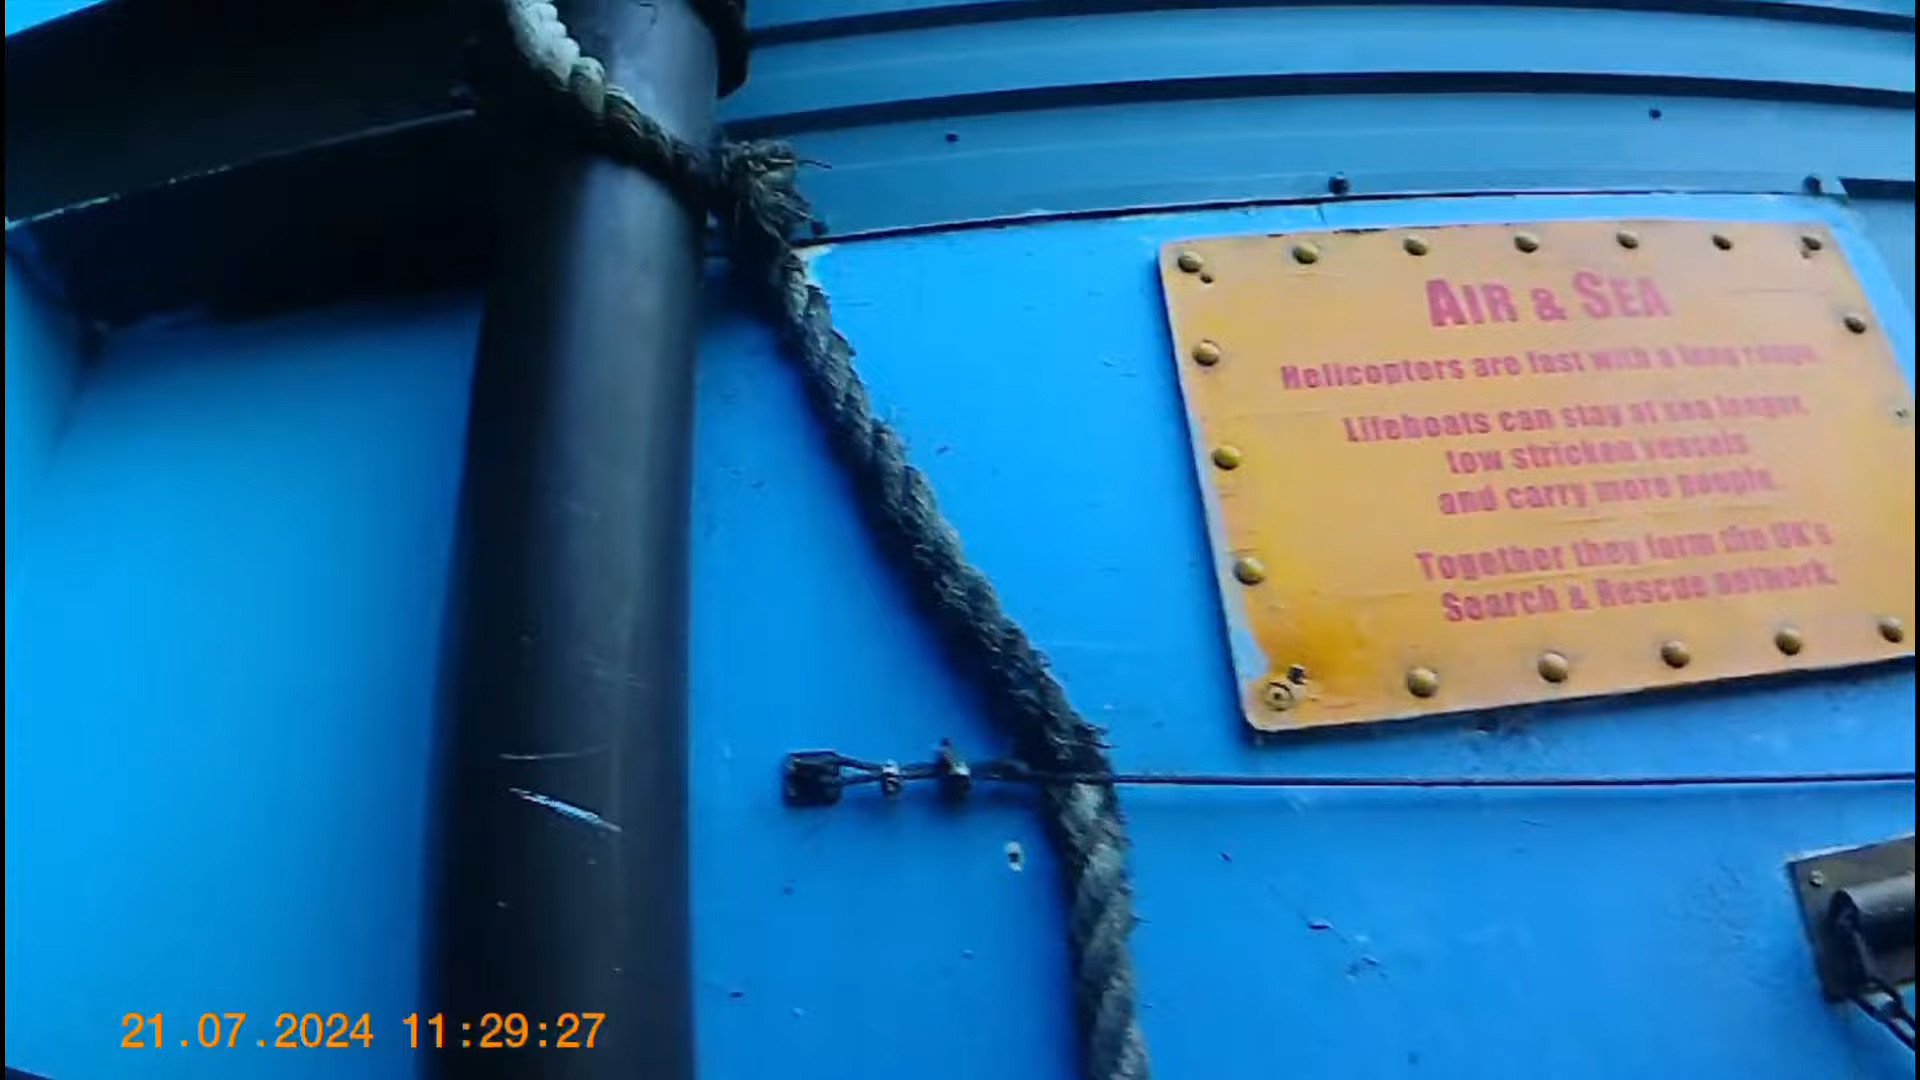 AIR & SEA
Helicopters are fast with a long range.
Lifeboats can stay at sea longer,
tow stricken vessels
and carry more people.
Together they form the UK's
Search & Rescue network.
21.07.2024 11:29:27